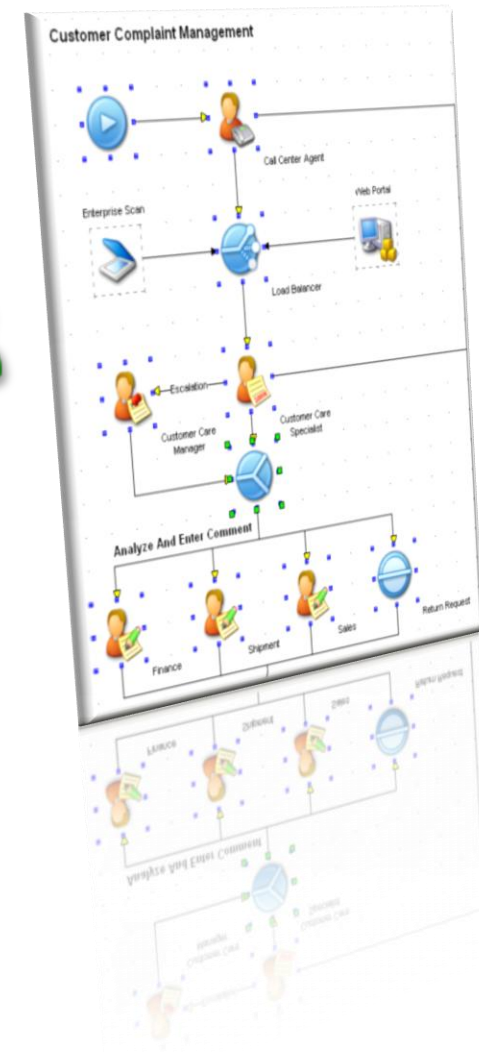 Customer Complaint Management
Call Center Agent
Enterprise Scan
Web Portal
Load Balancer
Escalation
Customer Care
Manager
Customer Care
Specialist
Analyze And Enter Comment
Finance
Shipment
Sales
Return Request